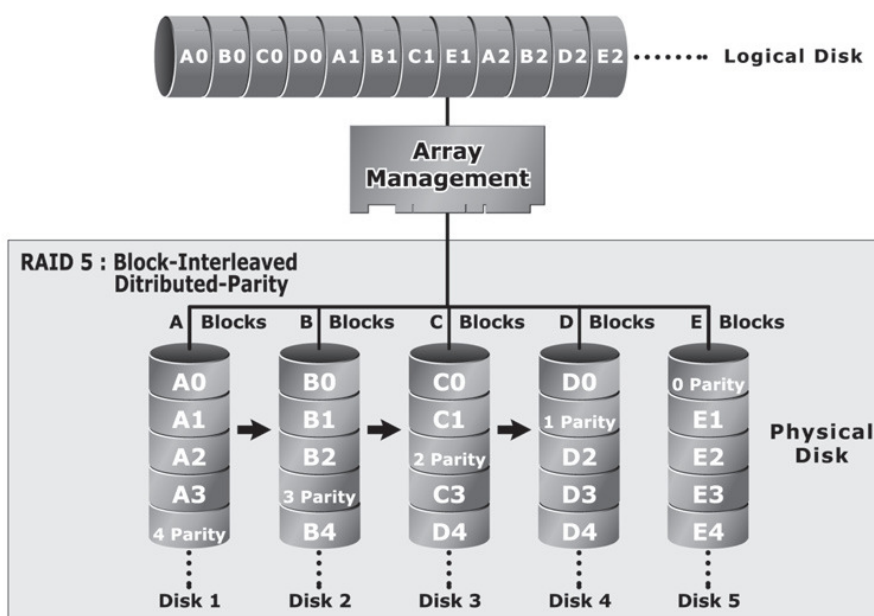 A0 B0 C0 D0 A1 B1 C1 E1 A2 B2 D2 E2 Logical Disk
Array
Management
RAID 5 : Block-Interleaved
Ditributed-Parity
A Blocks B Blocks C Blocks D Blocks E Blocks
A0 B0 C0 D0 0 Parity
A1 B1 C1 1 Parity E1
A2 B2 2 Parity D2 E2
Physical
Disk
A3 3 Parity C3 D3 E3
4 Parity B4 D4 D4 E4
Disk 1 Disk 2 Disk 3 Disk 4 Disk 5